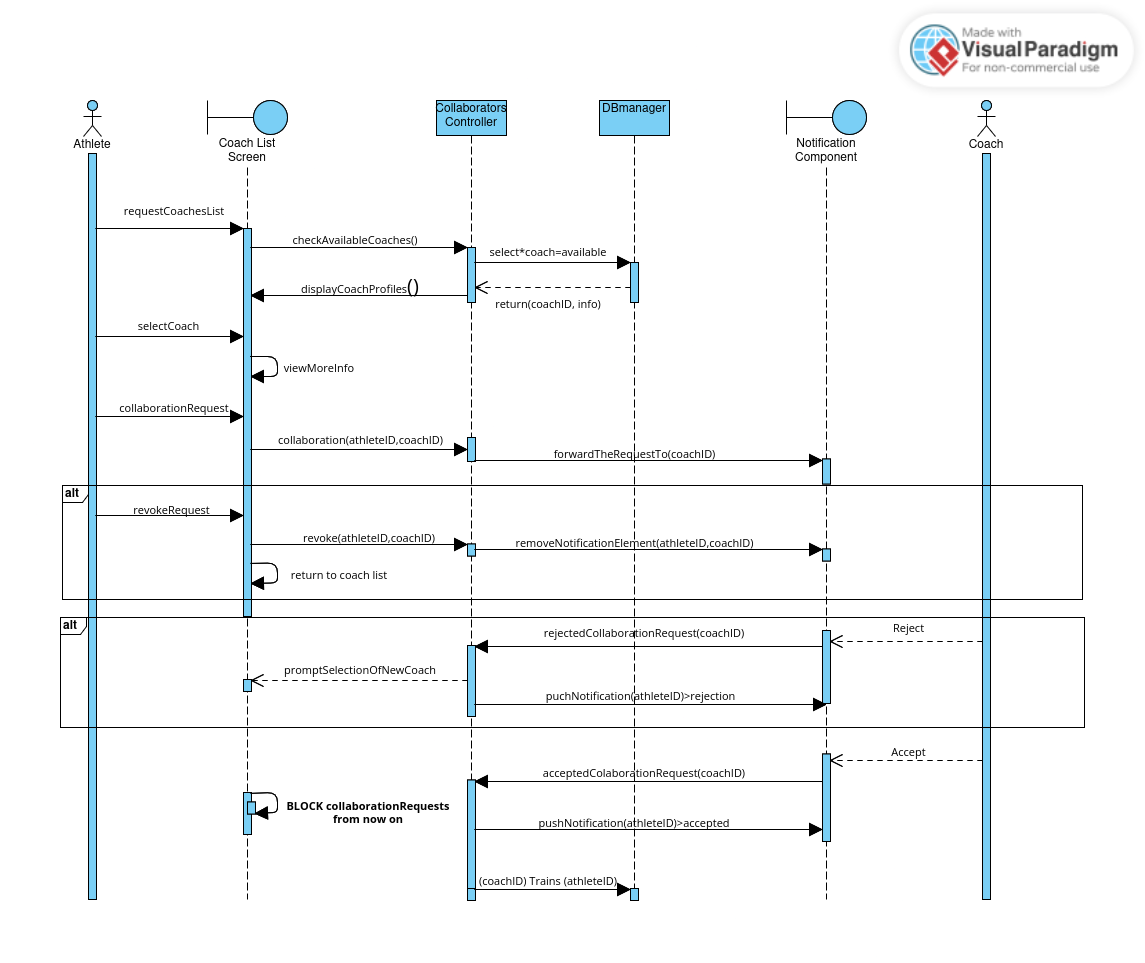 Made with
VisualParadigm
For non-commercial use
Athlete
Coach List
Screen
Collaborators
Controller
DBmanager
Notification
Component
Coach
requestCoachesList
checkAvailableCoaches()
select*coach=available
displayCoachProfiles()
return(coachID, info)
selectCoach
viewMoreInfo
collaborationRequest
collaboration(athleteID,coachID)
forwardTheRequestTo(coachID)
alt
revokeRequest
revoke(athleteID,coachID)
removeNotificationElement(athleteID,coachID)
return to coach list
alt
Reject
rejectedCollaborationRequest(coachID)
promptSelectionOfNewCoach
puchNotification(athleteID)>rejection
Accept
acceptedColaborationRequest(coachID)
BLOCK collaborationRequests
from now on
pushNotification(athleteID)>accepted
(coachID) Trains (athleteID)